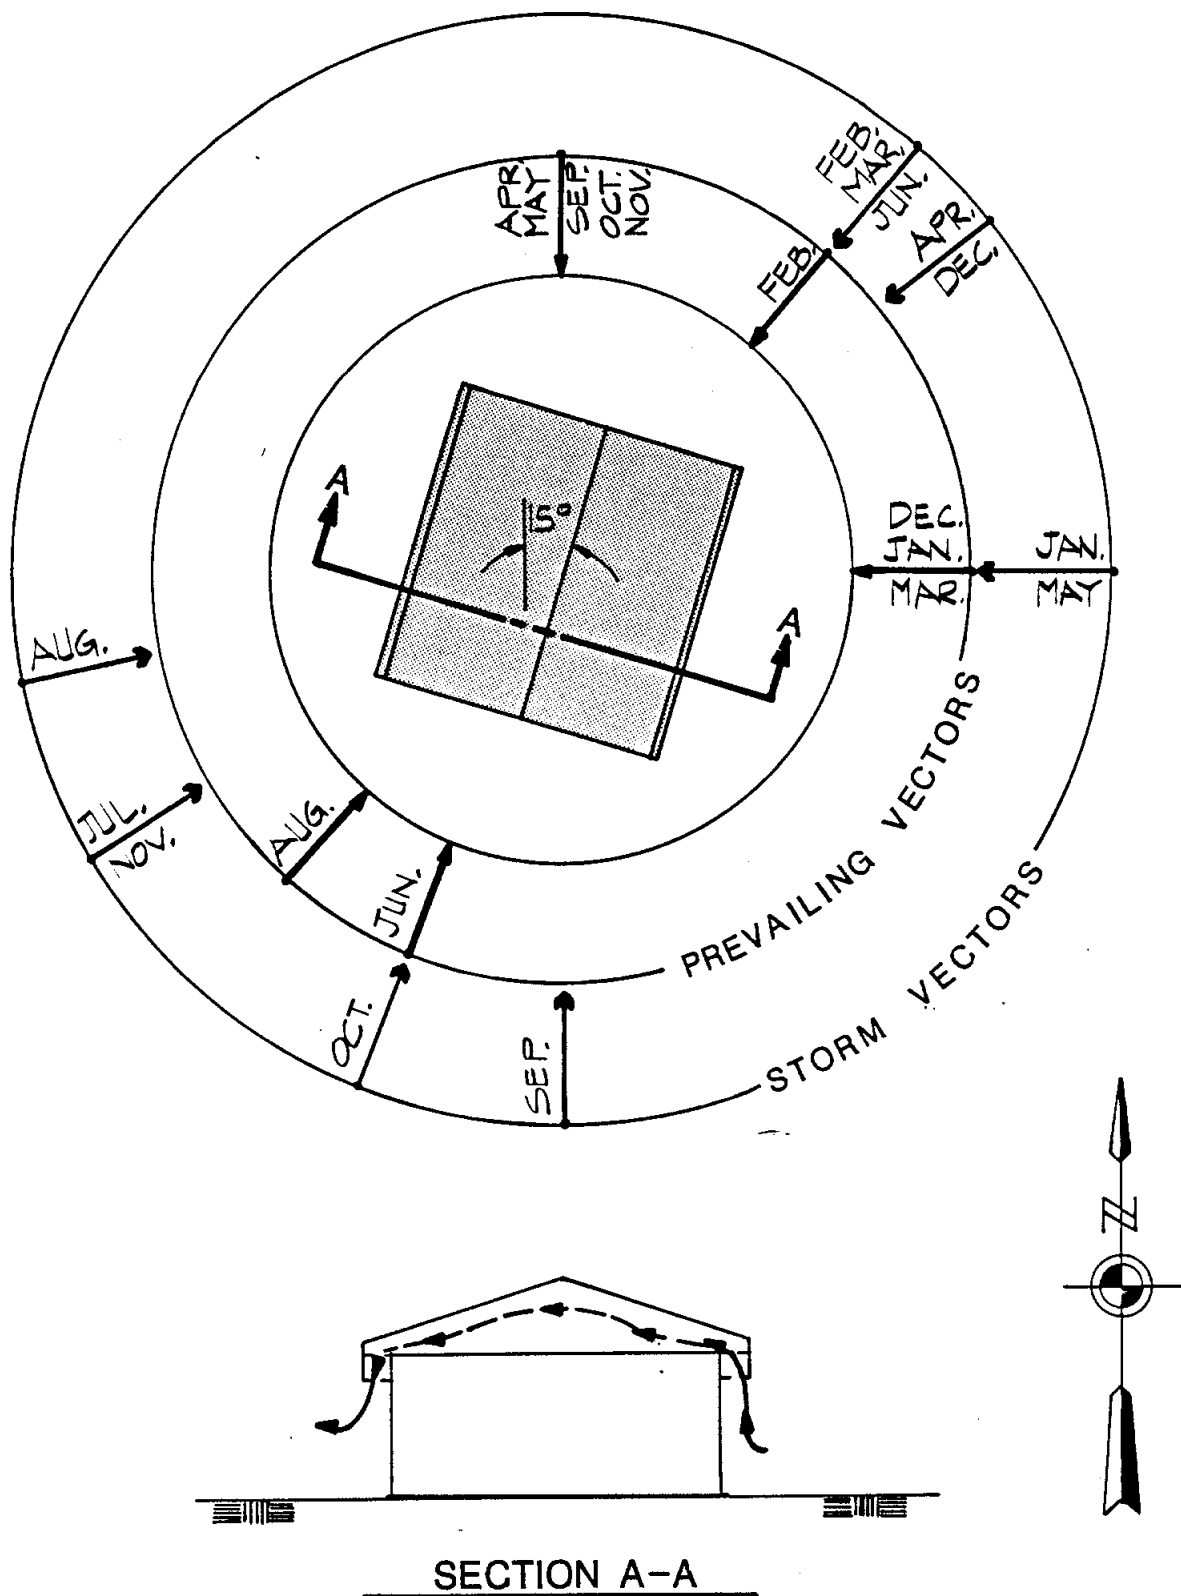 FEB.
MAR.
JUN.
APR.
DEC.
APR.
MAY
SEP.
OCT.
NOV.
FEB.
A
15°
DEC.
JAN.
MAR.
JAN.
MAY
A
AUG.
JUL.
NOV.
AUG.
JUN.
OCT.
SEP.
PREVAILING VECTORS
STORM VECTORS
N
SECTION A-A